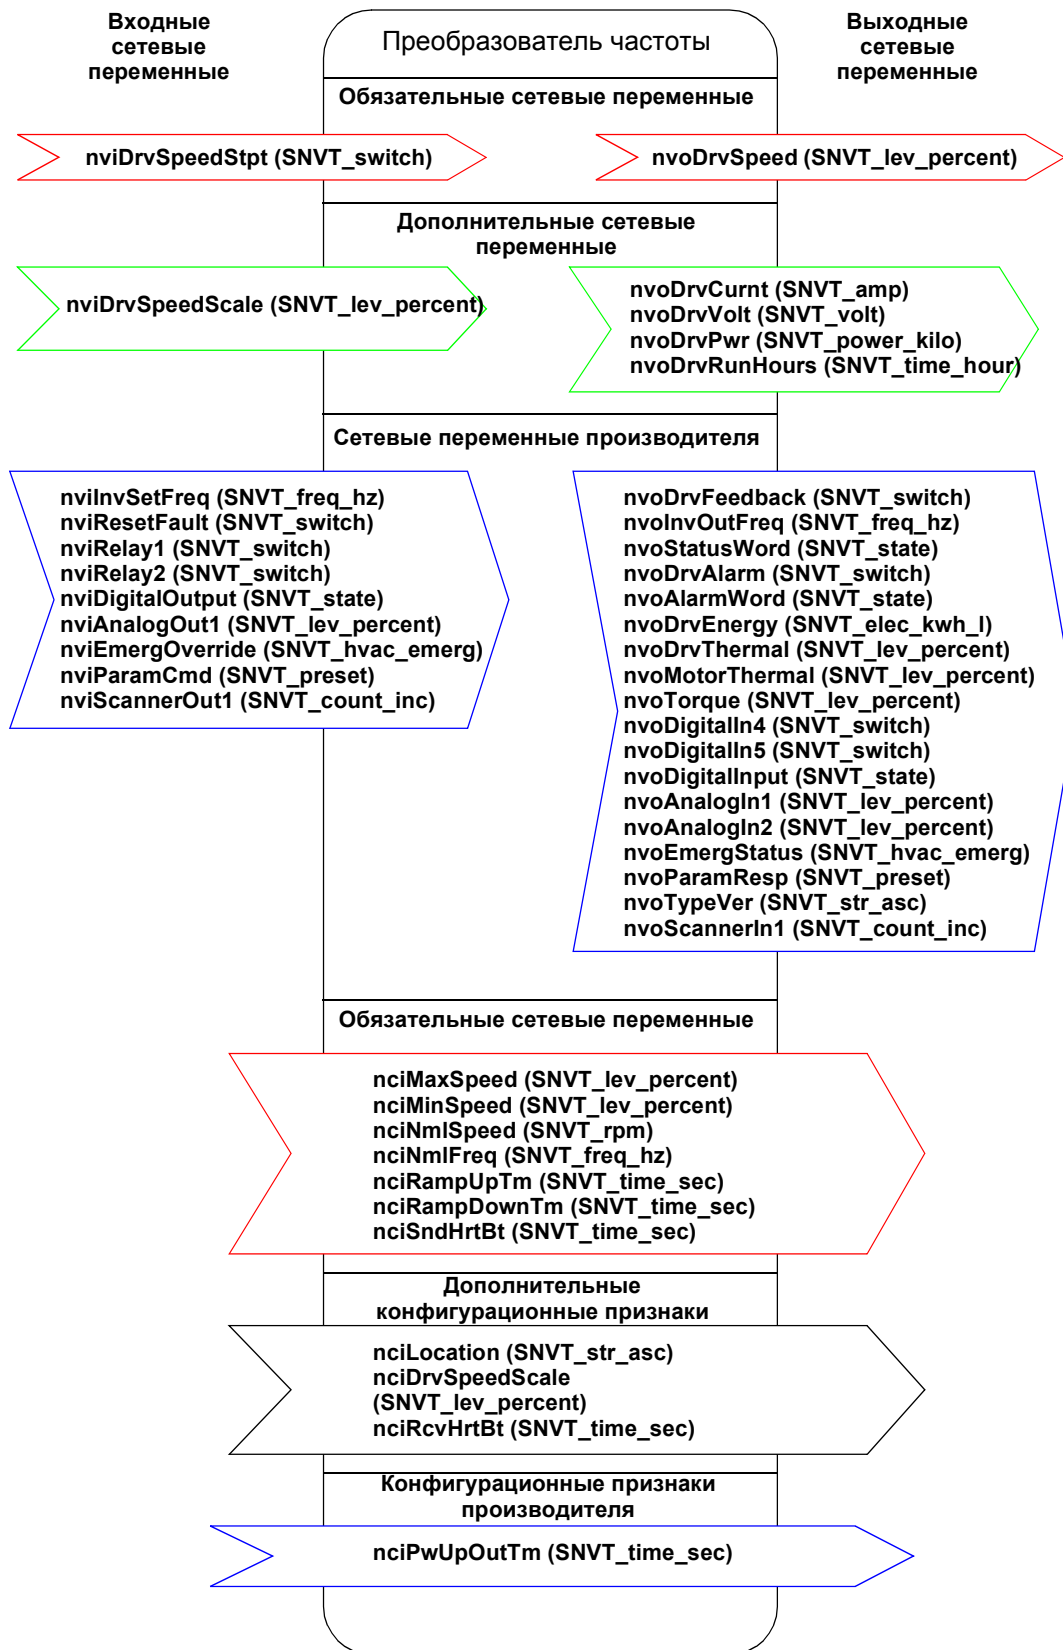 Входные
сетевые
переменные
Преобразователь частоты
Выходные
сетевые
переменные
Обязательные сетевые переменные
nviDrvSpeedStpt (SNVT_switch)
nvoDrvSpeed (SNVT_lev_percent)
Дополнительные сетевые
переменные
nviDrvSpeedScale (SNVT_lev_percent)
nvoDrvCurnt (SNVT_amp)
nvoDrvVolt (SNVT_volt)
nvoDrvPwr (SNVT_power_kilo)
nvoDrvRunHours (SNVT_time_hour)
Сетевые переменные производителя
nviInvSetFreq (SNVT_freq_hz)
nviResetFault (SNVT_switch)
nviRelay1 (SNVT_switch)
nviRelay2 (SNVT_switch)
nviDigitalOutput (SNVT_state)
nviAnalogOut1 (SNVT_lev_percent)
nviEmergOverride (SNVT_hvac_emerg)
nviParamCmd (SNVT_preset)
nviScannerOut1 (SNVT_count_inc)
nvoDrvFeedback (SNVT_switch)
nvoInvOutFreq (SNVT_freq_hz)
nvoStatusWord (SNVT_state)
nvoDrvAlarm (SNVT_switch)
nvoAlarmWord (SNVT_state)
nvoDrvEnergy (SNVT_elec_kwh_l)
nvoDrvThermal (SNVT_lev_percent)
nvoMotorThermal (SNVT_lev_percent)
nvoTorque (SNVT_lev_percent)
nvoDigitalIn4 (SNVT_switch)
nvoDigitalIn5 (SNVT_switch)
nvoDigitalInput (SNVT_state)
nvoAnalogIn1 (SNVT_lev_percent)
nvoAnalogIn2 (SNVT_lev_percent)
nvoEmergStatus (SNVT_hvac_emerg)
nvoParamResp (SNVT_preset)
nvoTypeVer (SNVT_str_asc)
nvoScannerIn1 (SNVT_count_inc)
Обязательные сетевые переменные
nciMaxSpeed (SNVT_lev_percent)
nciMinSpeed (SNVT_lev_percent)
nciNmlSpeed (SNVT_rpm)
nciNmlFreq (SNVT_freq_hz)
nciRampUpTm (SNVT_time_sec)
nciRampDownTm (SNVT_time_sec)
nciSndHrtBt (SNVT_time_sec)
Дополнительные
конфигурационные признаки
nciLocation (SNVT_str_asc)
nciDrvSpeedScale
(SNVT_lev_percent)
nciRcvHrtBt (SNVT_time_sec)
Конфигурационные признаки
производителя
nciPwUpOutTm (SNVT_time_sec)